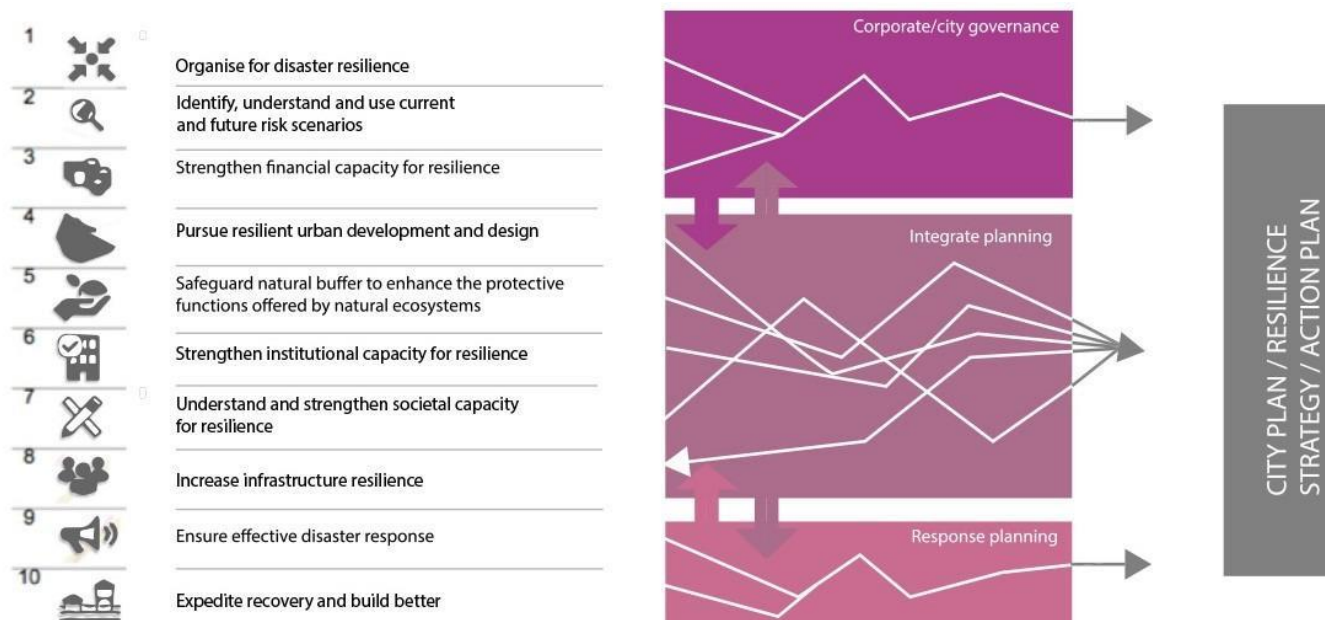 1
Organise for disaster resilience
2
Identify, understand and use current
and future risk scenarios
3
Strengthen financial capacity for resilience
4
Pursue resilient urban development and design
5
Safeguard natural buffer to enhance the protective
functions offered by natural ecosystems
6
Strengthen institutional capacity for resilience
7
Understand and strengthen societal capacity
for resilience
8
Increase infrastructure resilience
9
Ensure effective disaster response
10
Expedite recovery and build better
Corporate/city governance
Integrate planning
Response planning
CITY PLAN / RESILIENCE
STRATEGY / ACTION PLAN